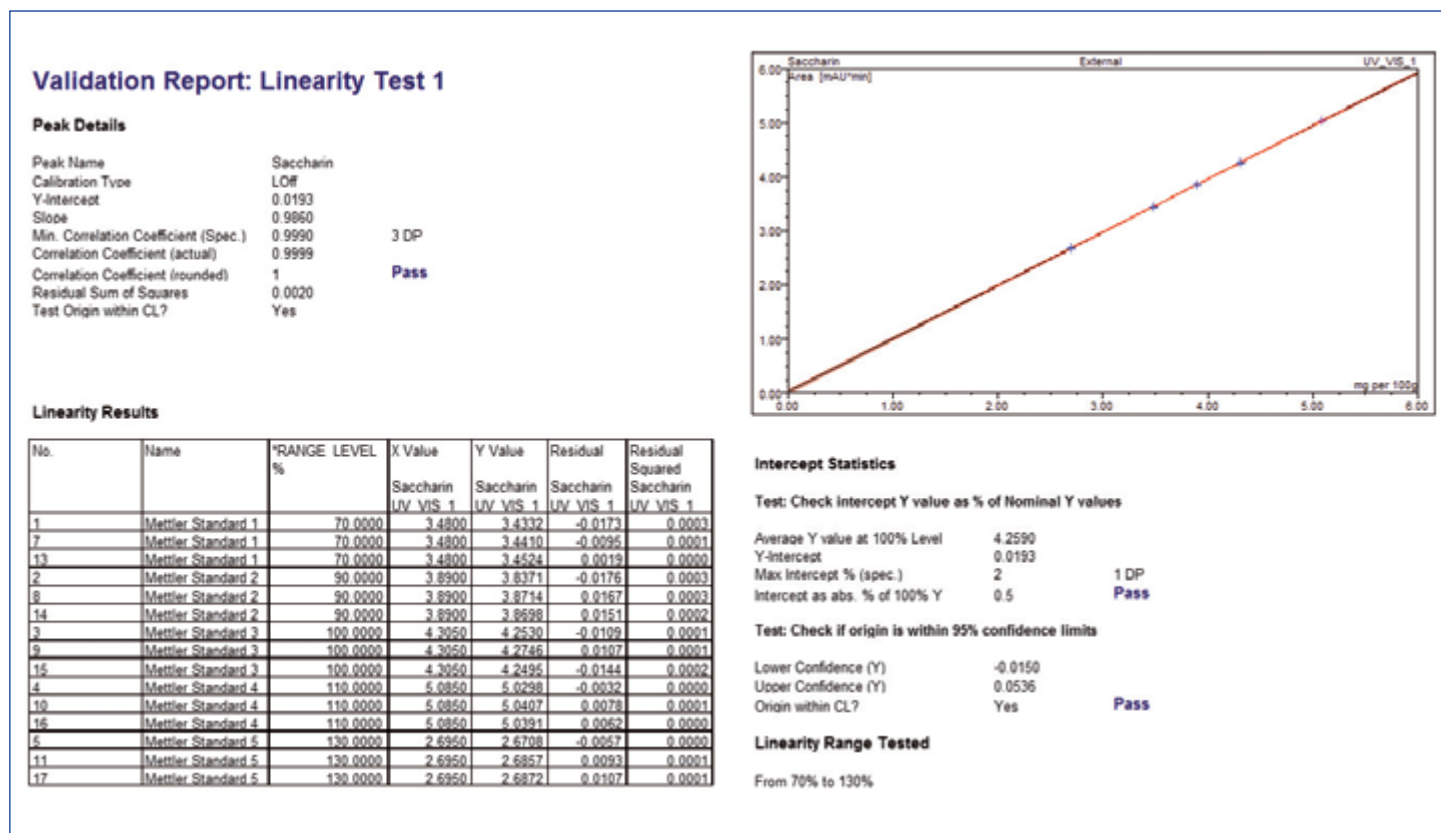 Validation Report: Linearity Test 1
Peak Details
Peak Name Saccharin
Calibration Type LOff
Y-Intercept 0.0193
Slope 0.9860
Min. Correlation Coefficient (Spec.) 0.9990 3 DP
Correlation Coefficient (actual) 0.9999
Correlation Coefficient (rounded) 1 Pass
Residual Sum of Squares 0.0020
Test Origin within CL? Yes
Linearity Results
No. Name *RANGE_LEVEL X Value Y Value Residual Residual
% Squared
Saccharin Saccharin Saccharin Saccharin
UV_VIS_1 UV_VIS_1 UV_VIS_1 UV_VIS_1
1 Mettler Standard 1 70.0000 3.4800 3.4332 -0.0173 0.0003
7 Mettler Standard 1 70.0000 3.4800 3.4410 -0.0095 0.0001
13 Mettler Standard 1 70.0000 3.4800 3.4524 0.0019 0.0000
2 Mettler Standard 2 90.0000 3.8900 3.8371 -0.0176 0.0003
8 Mettler Standard 2 90.0000 3.8900 3.8714 0.0167 0.0003
14 Mettler Standard 2 90.0000 3.8900 3.8698 0.0151 0.0002
3 Mettler Standard 3 100.0000 4.3050 4.2530 -0.0109 0.0001
9 Mettler Standard 3 100.0000 4.3050 4.2746 0.0107 0.0001
15 Mettler Standard 3 100.0000 4.3050 4.2495 -0.0144 0.0002
4 Mettler Standard 4 110.0000 5.0850 5.0298 -0.0032 0.0000
10 Mettler Standard 4 110.0000 5.0850 5.0407 0.0078 0.0001
16 Mettler Standard 4 110.0000 5.0850 5.0391 0.0062 0.0000
5 Mettler Standard 5 130.0000 2.6950 2.6708 -0.0057 0.0000
11 Mettler Standard 5 130.0000 2.6950 2.6857 0.0093 0.0001
17 Mettler Standard 5 130.0000 2.6950 2.6872 0.0107 0.0001
Saccharin External UV_VIS_1
6.00 Area [mAU*min]
5.00
4.00
3.00
2.00
1.00
0.00 mg per 100g
0.00 1.00 2.00 3.00 4.00 5.00 6.00
Intercept Statistics
Test: Check intercept Y value as % of Nominal Y values
Average Y value at 100% Level 4.2590
Y-Intercept 0.0193
Max Intercept % (spec.) 2 1 DP
Intercept as abs. % of 100% Y 0.5 Pass
Test: Check if origin is within 95% confidence limits
Lower Confidence (Y) -0.0150
Upper Confidence (Y) 0.0536
Origin within CL? Yes Pass
Linearity Range Tested
From 70% to 130%